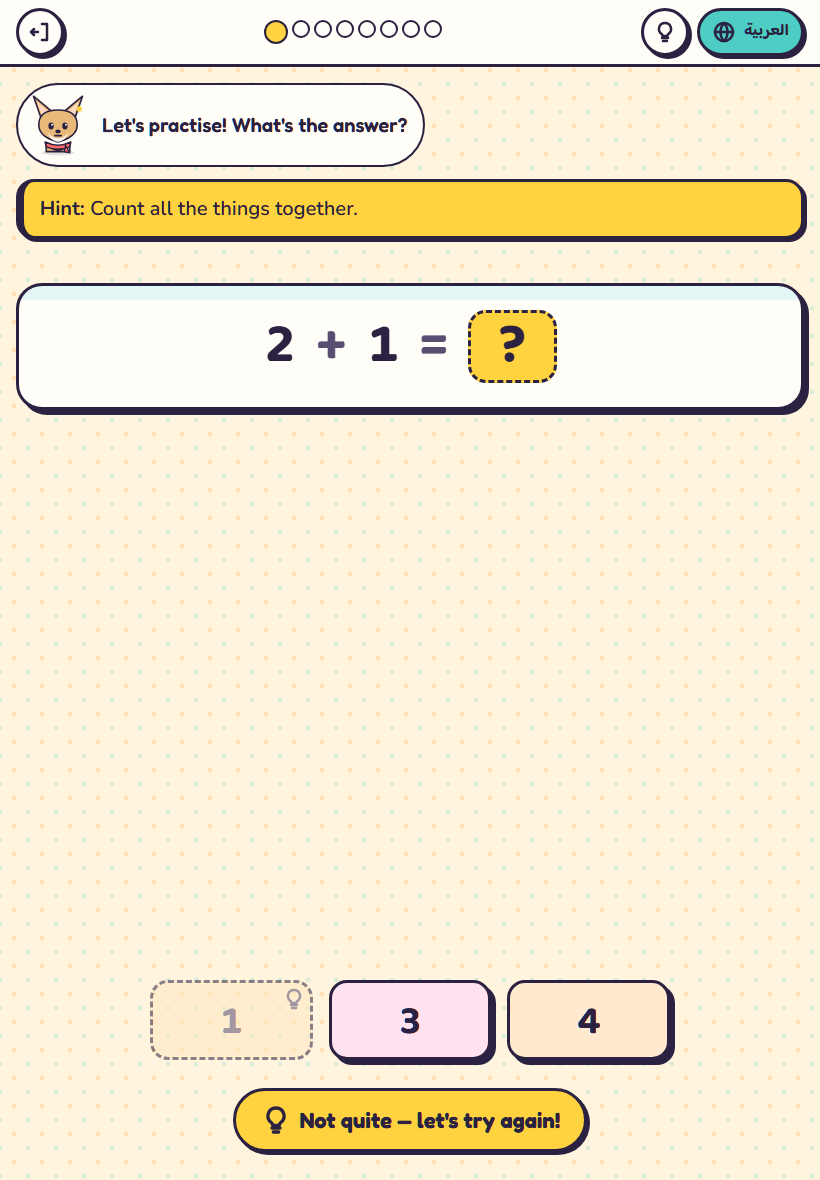 العربية
Let's practise! What's the answer?
Hint: Count all the things together.
2 + 1 = ?
1 3 4
Not quite – let's try again!